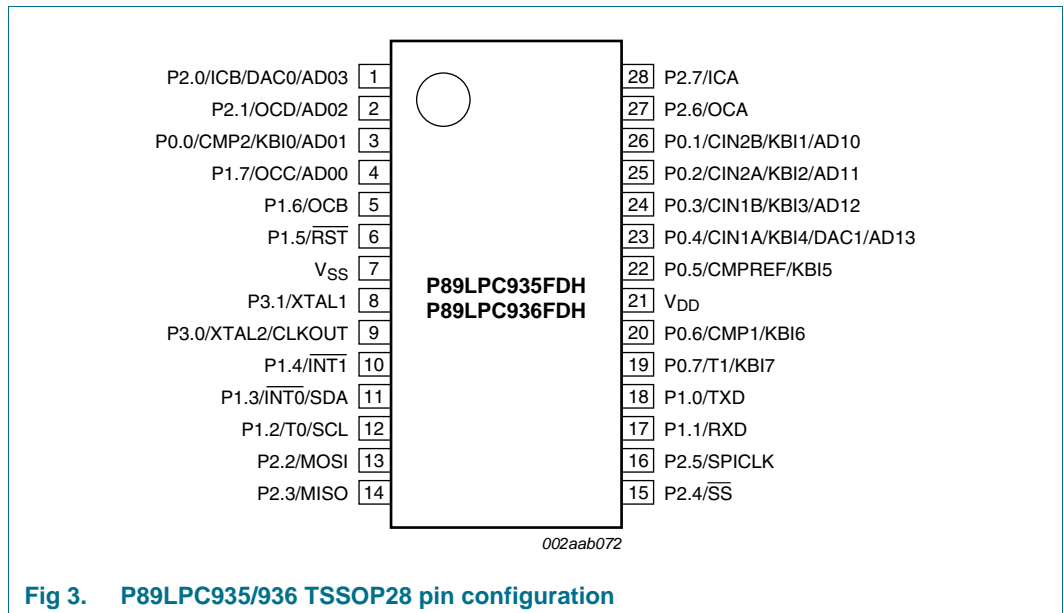 P2.0/ICB/DAC0/AD03 1
P2.1/OCD/AD02 2
P0.0/CMP2/KBI0/AD01 3
P1.7/OCC/AD00 4
P1.6/OCB 5
P1.5/R̅S̅T̅ 6
VSS 7
P3.1/XTAL1 8
P3.0/XTAL2/CLKOUT 9
P1.4/I̅N̅T̅1̅ 10
P1.3/I̅N̅T̅0̅/SDA 11
P1.2/T0/SCL 12
P2.2/MOSI 13
P2.3/MISO 14
P89LPC935FDH
P89LPC936FDH
28 P2.7/ICA
27 P2.6/OCA
26 P0.1/CIN2B/KBI1/AD10
25 P0.2/CIN2A/KBI2/AD11
24 P0.3/CIN1B/KBI3/AD12
23 P0.4/CIN1A/KBI4/DAC1/AD13
22 P0.5/CMPREF/KBI5
21 VDD
20 P0.6/CMP1/KBI6
19 P0.7/T1/KBI7
18 P1.0/TXD
17 P1.1/RXD
16 P2.5/SPICLK
15 P2.4/S̅S̅
002aab072
Fig 3. P89LPC935/936 TSSOP28 pin configuration